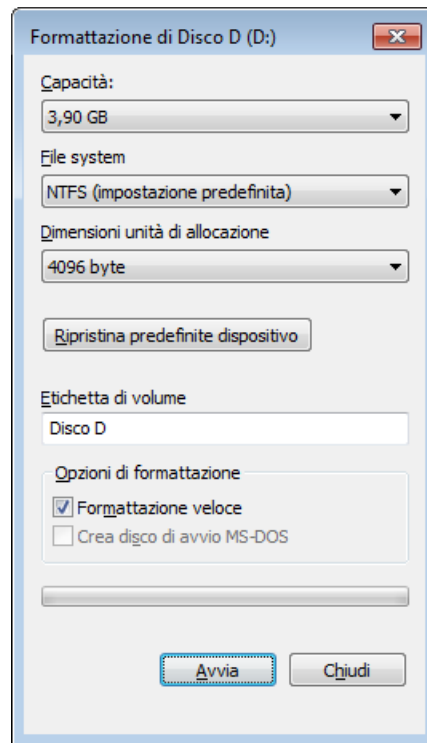 Formattazione di Disco D (D:)
Capacità:
3,90 GB
File system
NTFS (impostazione predefinita)
Dimensioni unità di allocazione
4096 byte
Ripristina predefinite dispositivo
Etichetta di volume
Disco D
Opzioni di formattazione
Formattazione veloce
Crea disco di avvio MS-DOS
Avvia
Chiudi